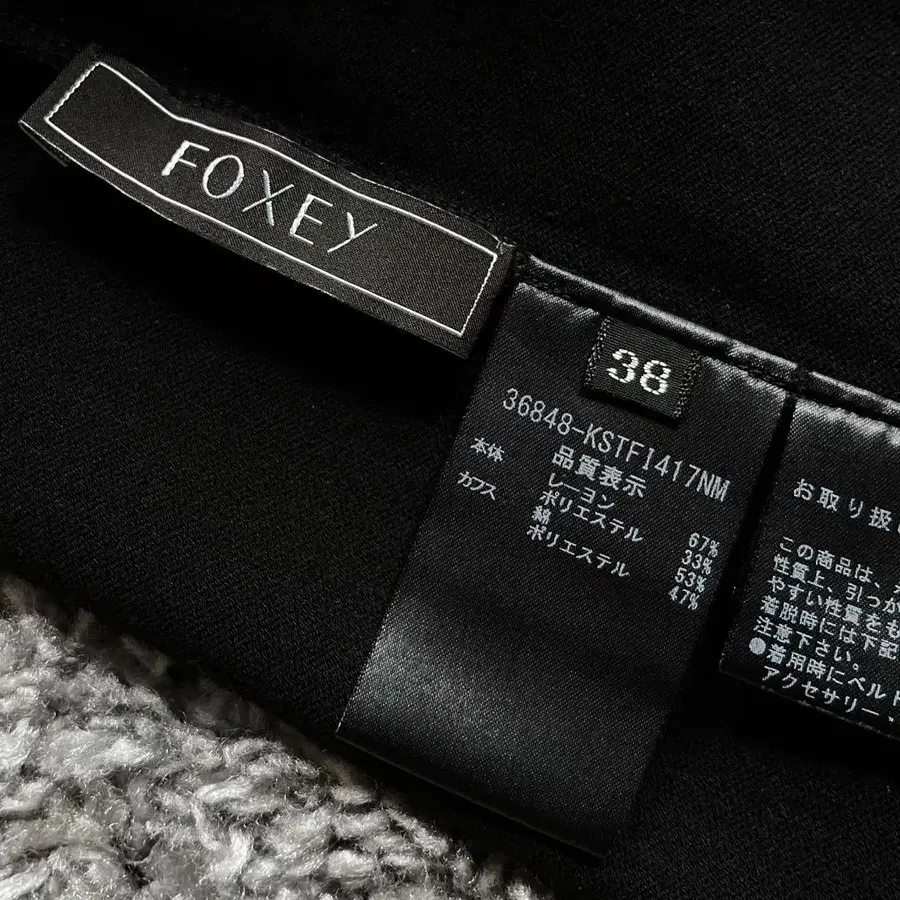 FOXEY
38
36848-KSTFI417NM
品質表示
本体 レーヨン 67%
ポリエステル 33%
カフス 綿 53%
ポリエステル 47%
お取り扱
この商品は、
性質上、引っか
やすい性質をも
着脱時には下記
注意下さい。
●着用時にベルト
アクセサリー